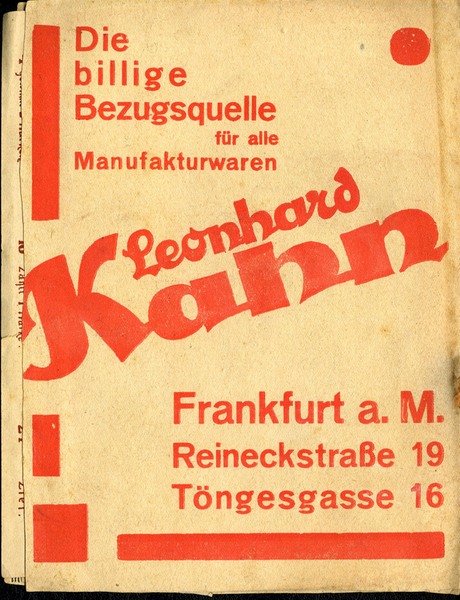 Die
billige
Bezugsquelle
für alle
Manufakturwaren
Leonhard
Kahn
Frankfurt a. M.
Reineckstraße 19
Töngesgasse 16